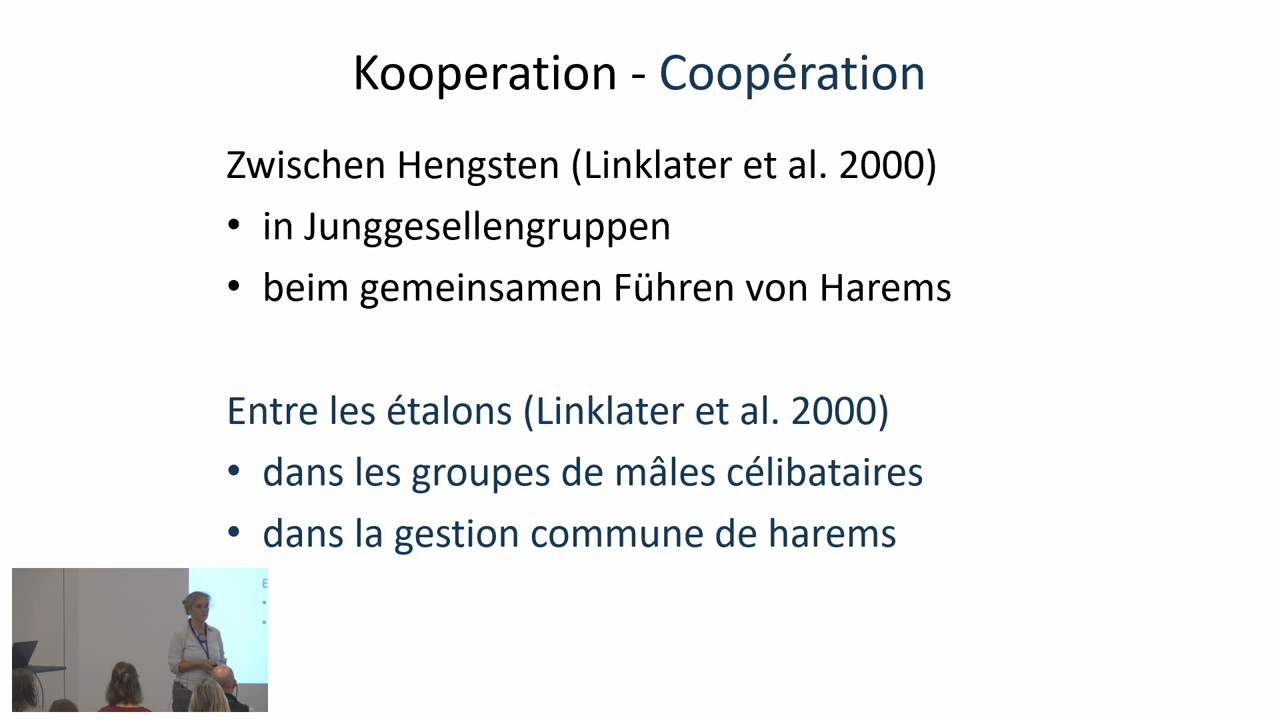 Kooperation - Coopération
Zwischen Hengsten (Linklater et al. 2000)
• in Junggesellengruppen
• beim gemeinsamen Führen von Harems
Entre les étalons (Linklater et al. 2000)
• dans les groupes de mâles célibataires
• dans la gestion commune de harems
E